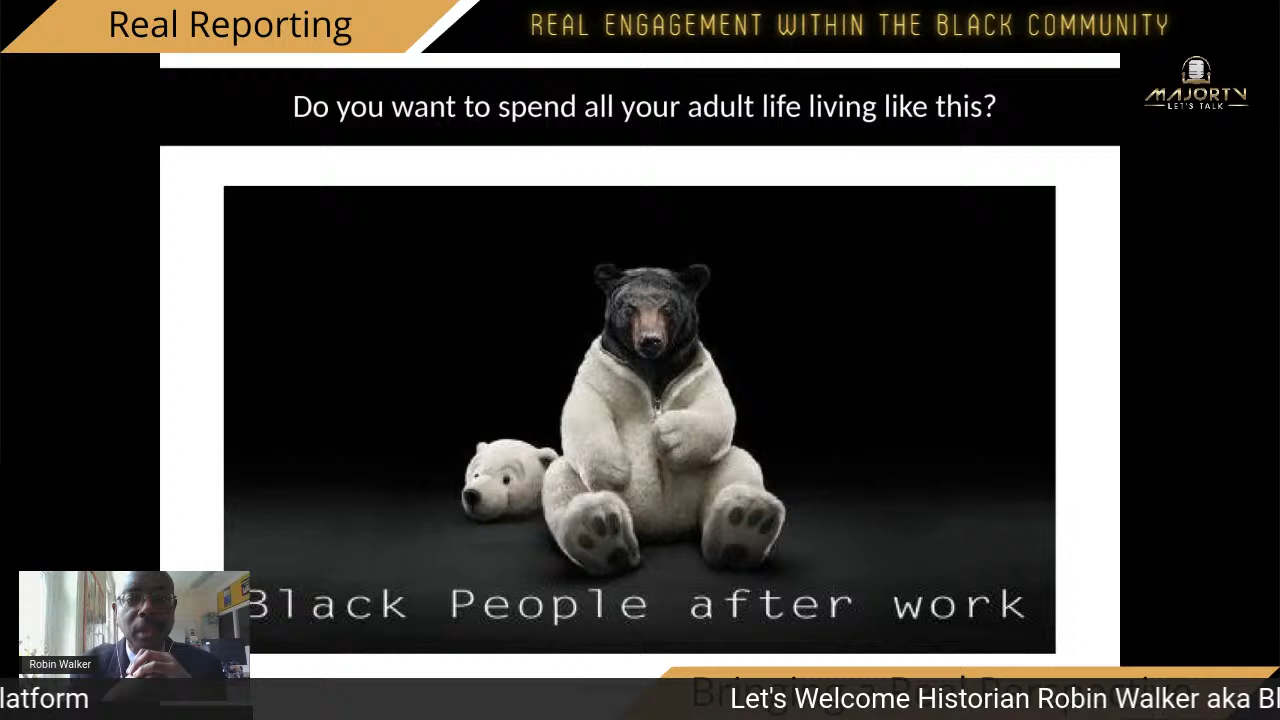 Real Reporting
REAL ENGAGEMENT WITHIN THE BLACK COMMUNITY
MAJORTV
LET'S TALK
Do you want to spend all your adult life living like this?
Black People after work
Robin Walker
latform
Let's Welcome Historian Robin Walker aka Bl